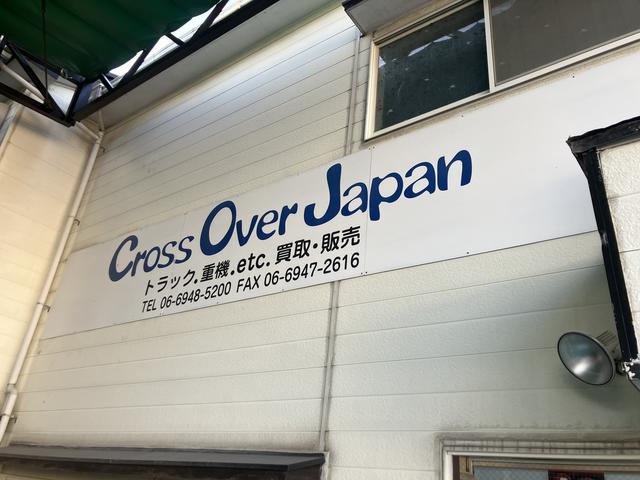 Cross Over Japan
トラック.重機.etc.買取・販売
TEL 06-6948-5200 FAX 06-6947-2616